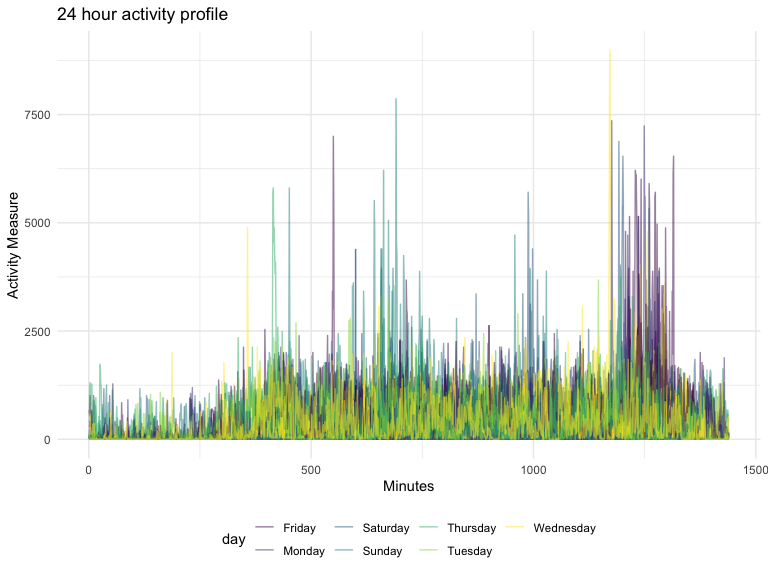 24 hour activity profile
7500
5000
2500
0
Activity Measure
0 500 1000 1500
Minutes
day
Friday Saturday Thursday Wednesday
Monday Sunday Tuesday